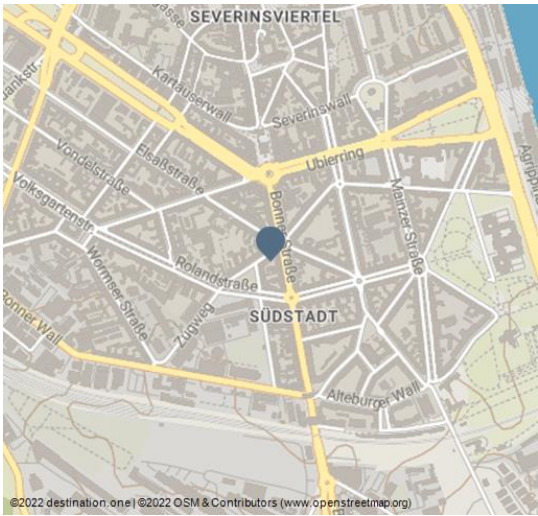 SEVERINSVIERTEL
Kartäuserwall
Severinswall
Ubierring
Elsaßstraße
Vondelstraße
Volksgartenstr.
Bonner Straße
Mainzer Straße
Rolandstraße
Wormser Straße
Zugweg
SÜDSTADT
Bonner Wall
Alteburger Wall
©2022 destination.one | ©2022 OSM & Contributors (www.openstreetmap.org)